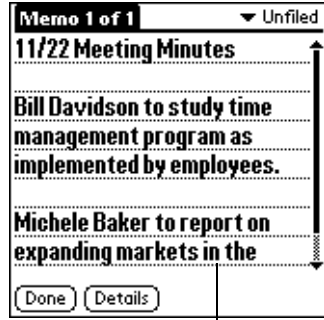 Memo 1 of 1 Unfiled
11/22 Meeting Minutes
Bill Davidson to study time
management program as
implemented by employees.
Michele Baker to report on
expanding markets in the
Done Details